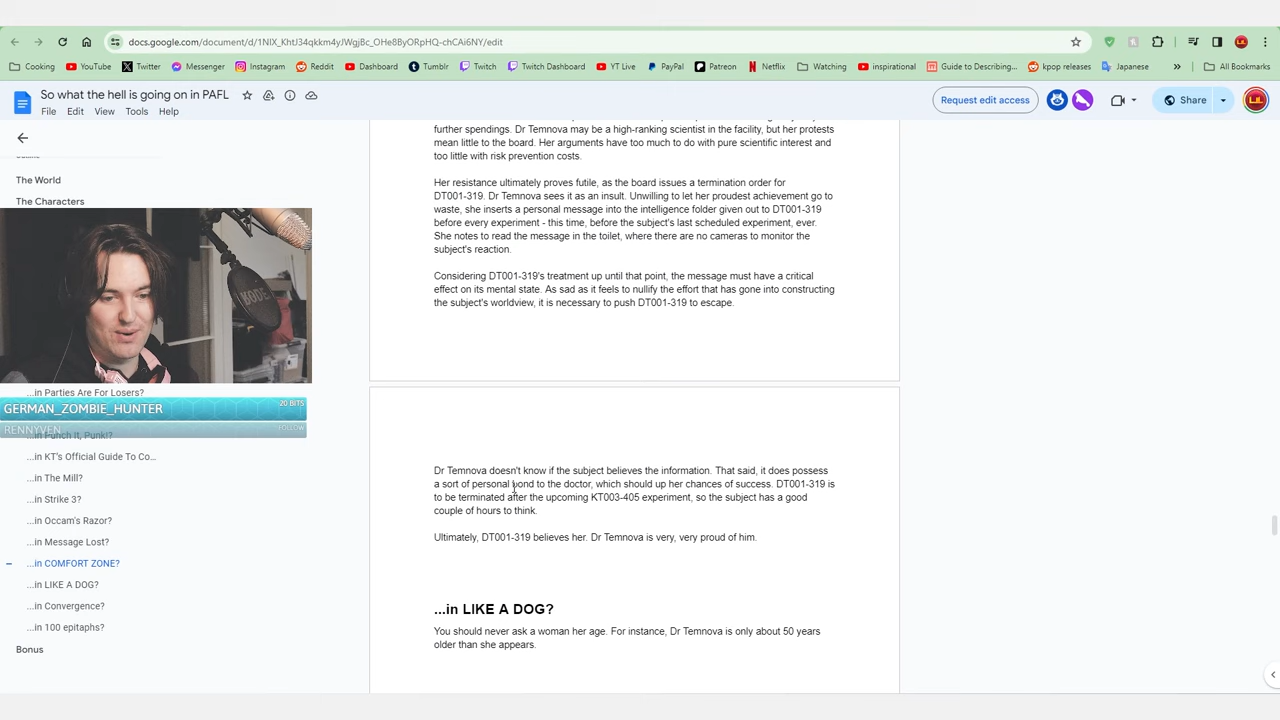 docs.google.com/document/d/1NIX_KhtJ34qkkm4yJWgjBc_OHe8ByORpHQ-chCAi6NY/edit
Cooking YouTube Twitter Messenger Instagram Reddit Dashboard Tumblr Twitch Twitch Dashboard YT Live PayPal Patreon Netflix Watching inspirational Guide to Describing... kpop releases Japanese » All Bookmarks
So what the hell is going on in PAFL
File Edit View Tools Help
Request edit access
Share
The World
The Characters
KODE
...in Parties Are For Losers?
GERMAN_ZOMBIE_HUNTER 20 BITS
RENNYVEN FOLLOW
...in Punch It, Punk!?
...in KT's Official Guide To Co...
...in The Mill?
...in Strike 3?
...in Occam's Razor?
...in Message Lost?
...in COMFORT ZONE?
...in LIKE A DOG?
...in Convergence?
...in 100 epitaphs?
Bonus
further spendings. Dr Temnova may be a high-ranking scientist in the facility, but her protests
mean little to the board. Her arguments have too much to do with pure scientific interest and
too little with risk prevention costs.
Her resistance ultimately proves futile, as the board issues a termination order for
DT001-319. Dr Temnova sees it as an insult. Unwilling to let her proudest achievement go to
waste, she inserts a personal message into the intelligence folder given out to DT001-319
before every experiment - this time, before the subject's last scheduled experiment, ever.
She notes to read the message in the toilet, where there are no cameras to monitor the
subject's reaction.
Considering DT001-319's treatment up until that point, the message must have a critical
effect on its mental state. As sad as it feels to nullify the effort that has gone into constructing
the subject's worldview, it is necessary to push DT001-319 to escape.
Dr Temnova doesn't know if the subject believes the information. That said, it does possess
a sort of personal bond to the doctor, which should up her chances of success. DT001-319 is
to be terminated after the upcoming KT003-405 experiment, so the subject has a good
couple of hours to think.
Ultimately, DT001-319 believes her. Dr Temnova is very, very proud of him.
...in LIKE A DOG?
You should never ask a woman her age. For instance, Dr Temnova is only about 50 years
older than she appears.